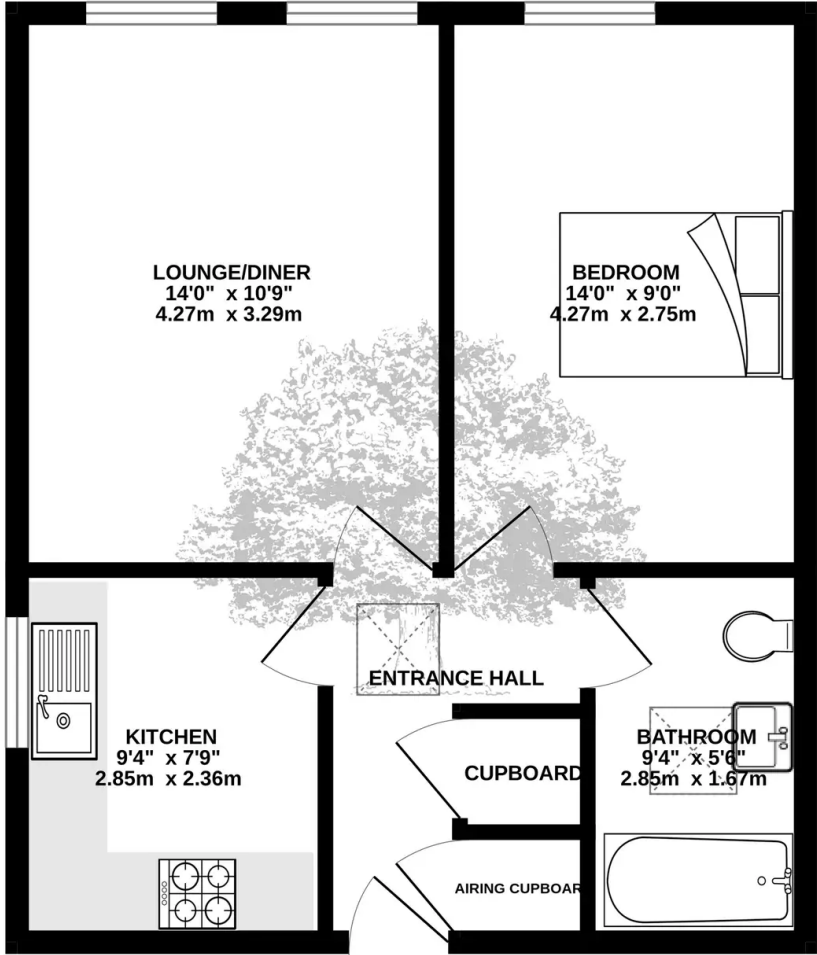 LOUNGE/DINER
14'0" x 10'9"
4.27m x 3.29m
BEDROOM
14'0" x 9'0"
4.27m x 2.75m
ENTRANCE HALL
KITCHEN
9'4" x 7'9"
2.85m x 2.36m
BATHROOM
9'4" x 5'6"
2.85m x 1.67m
CUPBOARD
AIRING CUPBOAR